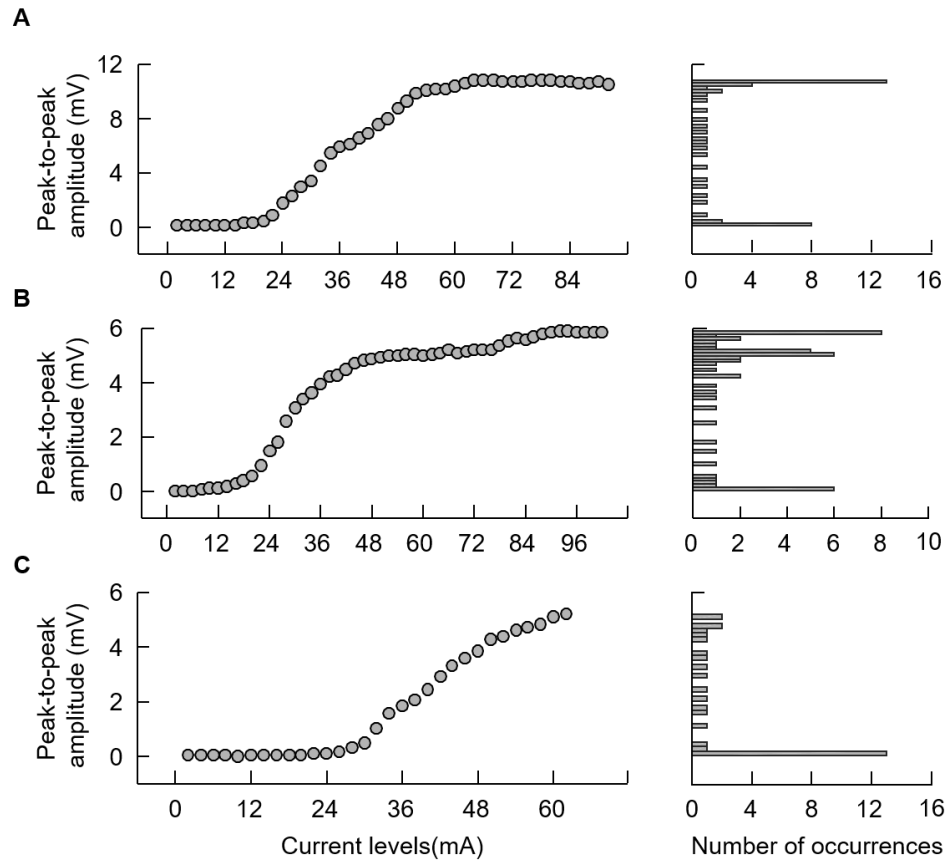 A
Peak-to-peak
amplitude (mV)
12
8
4
0
0 12 24 36 48 60 72 84
0 4 8 12 16
B
Peak-to-peak
amplitude (mV)
6
4
2
0
0 12 24 36 48 60 72 84 96
0 2 4 6 8 10
C
Peak-to-peak
amplitude (mV)
6
4
2
0
0 12 24 36 48 60
0 4 8 12 16
Current levels(mA)
Number of occurrences